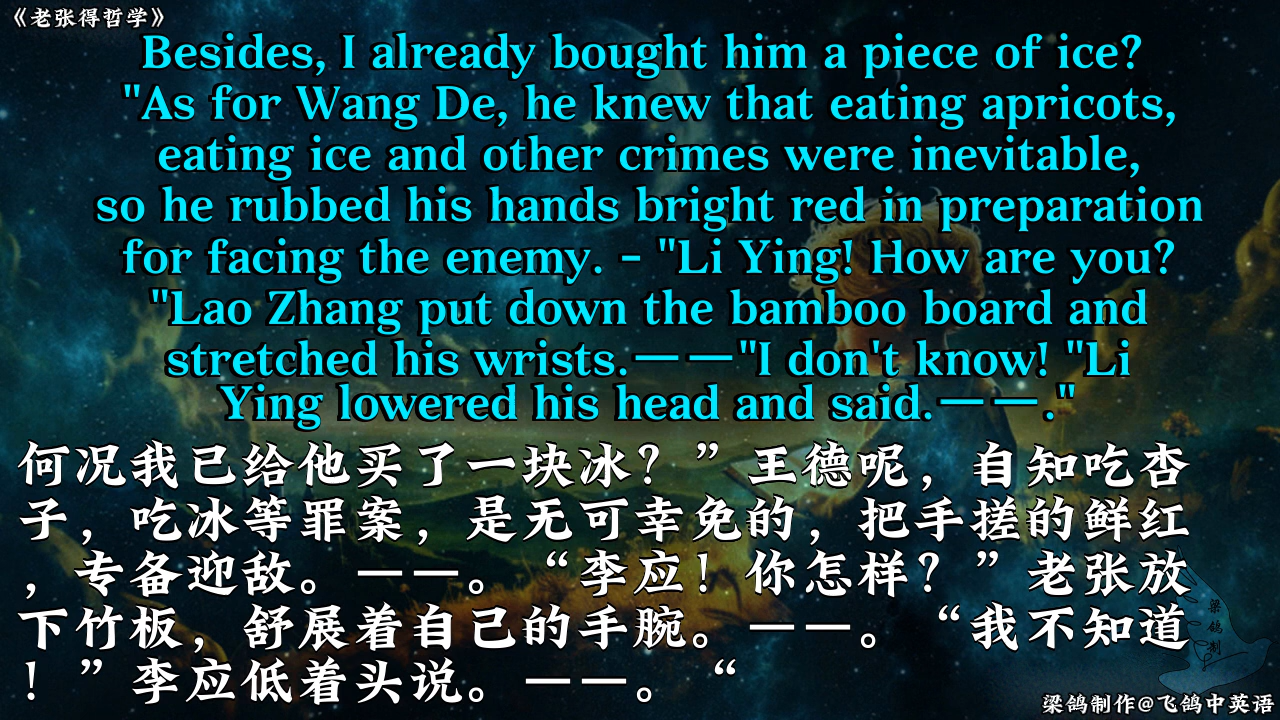 《老张得哲学》
Besides, I already bought him a piece of ice?
"As for Wang De, he knew that eating apricots,
eating ice and other crimes were inevitable,
so he rubbed his hands bright red in preparation
for facing the enemy. - "Li Ying! How are you?
"Lao Zhang put down the bamboo board and
stretched his wrists.——"I don't know! "Li
Ying lowered his head and said.——."
何况我已给他买了一块冰？”王德呢，自知吃杏
子，吃冰等罪案，是无可幸免的，把手搓的鲜红
，专备迎敌。——。“李应！你怎样？”老张放
下竹板，舒展着自己的手腕。——。“我不知道
！”李应低着头说。——。“
梁鸽制
梁鸽制作@飞鸽中英语